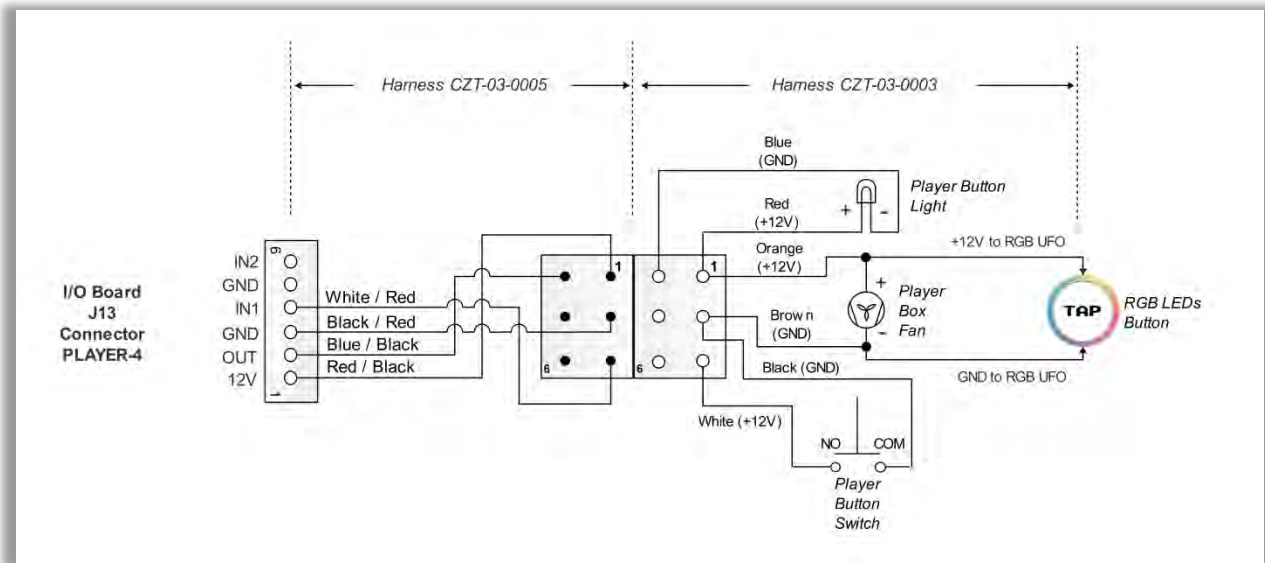 Harness CZT-03-0005
Harness CZT-03-0003
Blue
(GND)
Player Button
Light
Red
(+12V)
+
-
Orange
(+12V)
+12V to RGB UFO
I/O Board
J13
Connector
PLAYER-4
6
IN2
GND
IN1
GND
OUT
12V
1
White / Red
Black / Red
Blue / Black
Red / Black
1
6
1
6
+
Player
Box
Fan
-
Brown
(GND)
TAP
RGB LEDs
Button
Black (GND)
GND to RGB UFO
White (+12V)
NO
COM
Player
Button
Switch